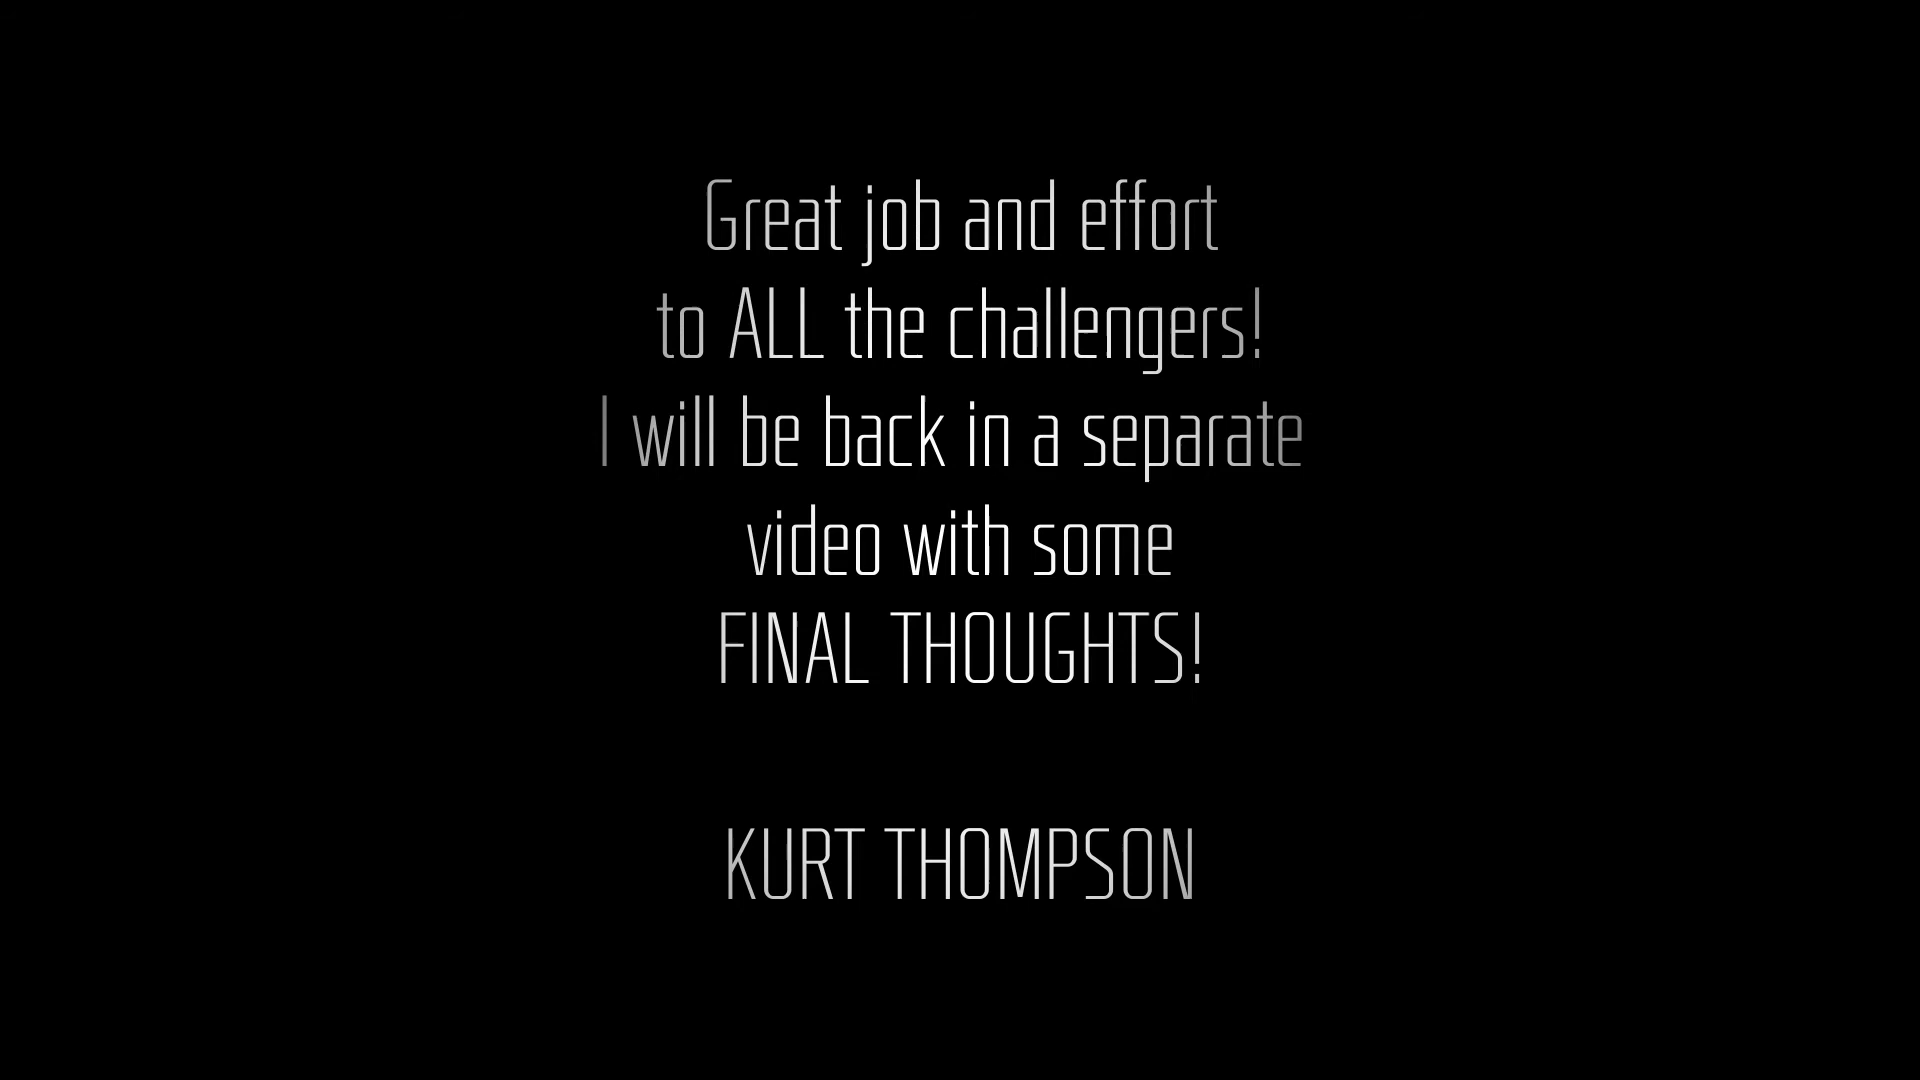 Great job and effort
to ALL the challengers!
I will be back in a separate
video with some
FINAL THOUGHTS!
KURT THOMPSON